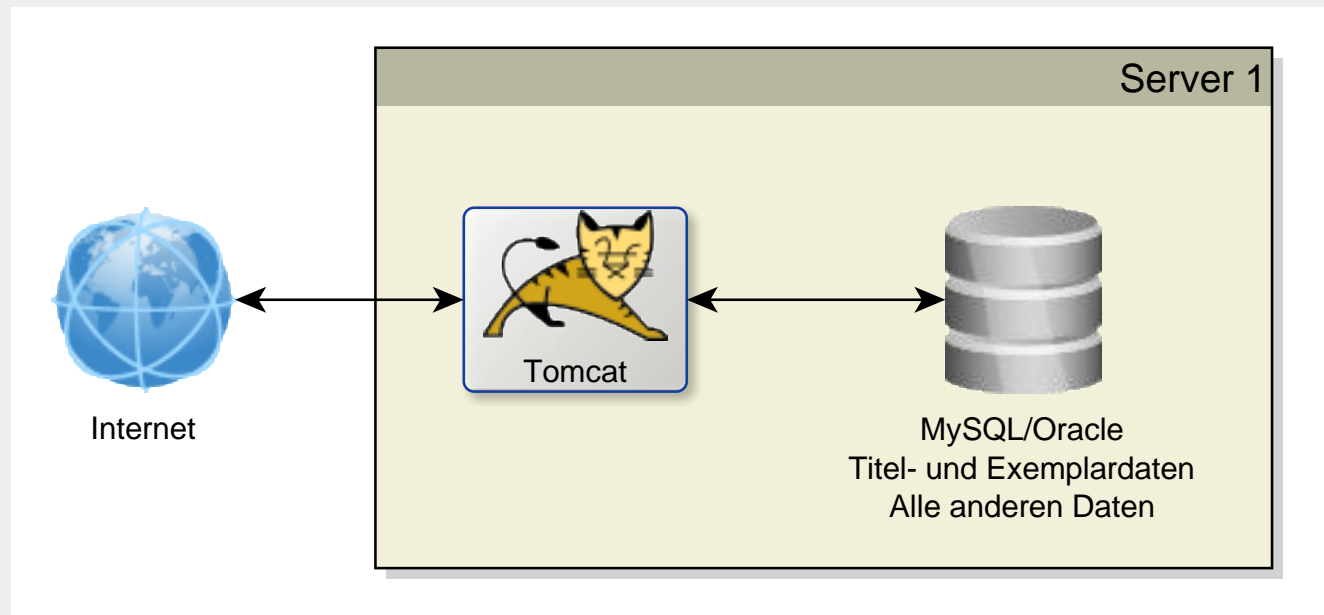 Server 1
Tomcat
Internet
MySQL/Oracle
Titel- und Exemplardaten
Alle anderen Daten